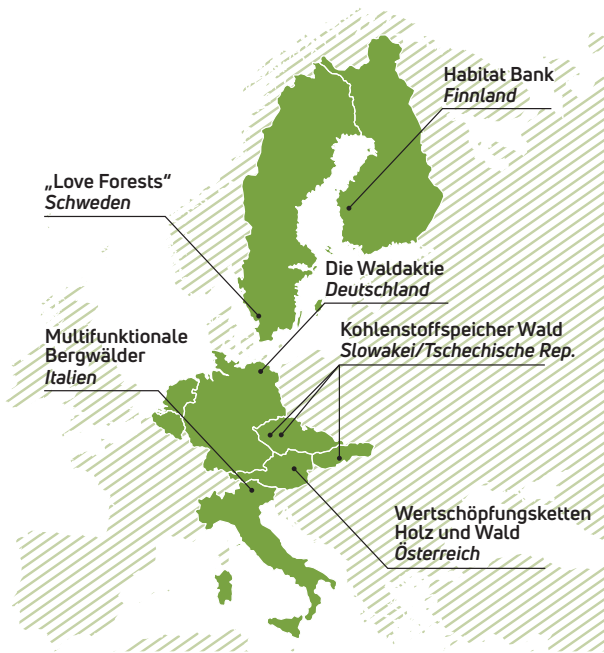 Habitat Bank
Finnland
„Love Forests“
Schweden
Die Waldaktie
Deutschland
Multifunktionale
Bergwälder
Italien
Kohlenstoffspeicher Wald
Slowakei/Tschechische Rep.
Wertschöpfungsketten
Holz und Wald
Österreich